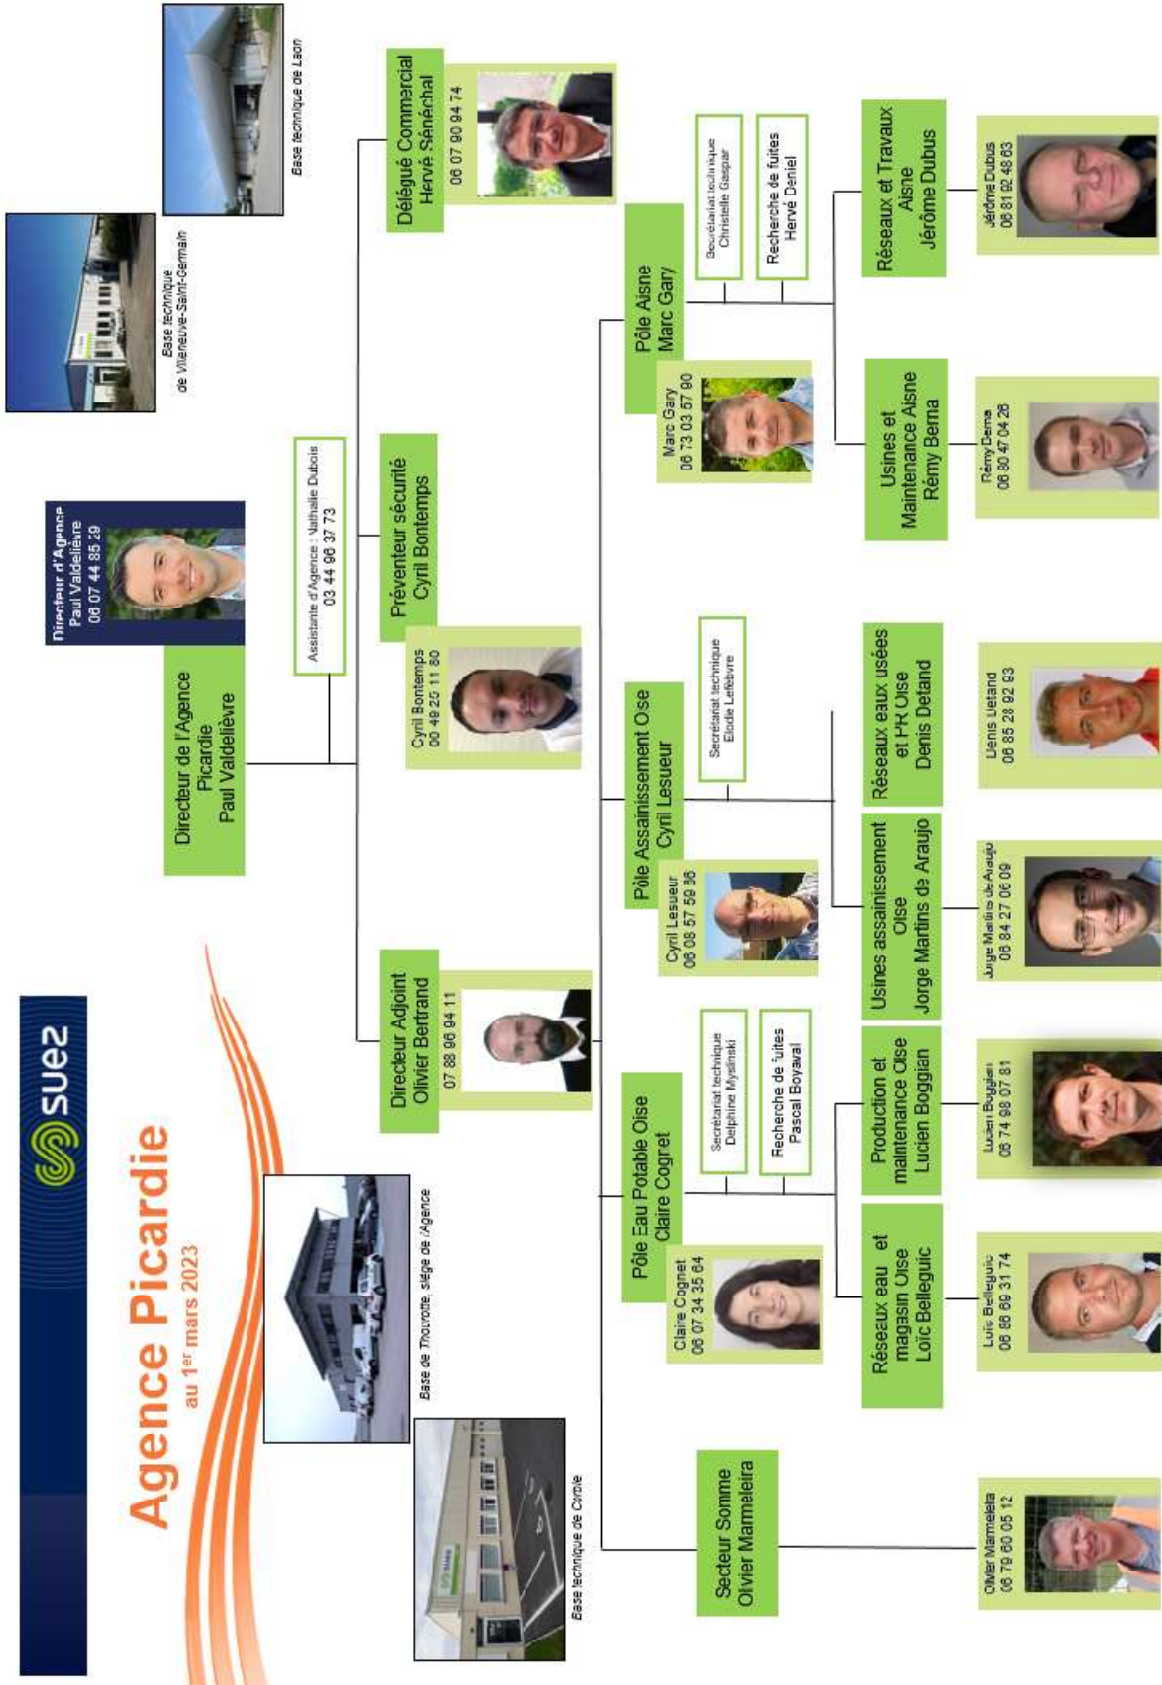 suez
Agence Picardie
au 1er mars 2023
Base technique
de Villeneuve-Saint-Germain
Base technique de Laon
Base de Thourotte, siège de l'Agence
Base technique de Corbie
Directeur d'Agence
Paul Valdelièvre
06 07 44 85 29
Directeur de l'Agence
Picardie
Paul Valdelièvre
Assistante d'Agence : Nathalie Dubois
03 44 96 37 73
Directeur Adjoint
Olivier Bertrand
07 88 96 94 11
Préventeur sécurité
Cyril Bontemps
Cyril Bontemps
49 25 11 80
Délégué Commercial
Hervé Sénéchal
06 07 90 94 74
Secteur Somme
Olivier Marmeleira
Olivier Marmeleira
06 79 60 05 12
Pôle Eau Potable Oise
Claire Cognet
Claire Cognet
06 07 34 35 64
Secrétariat technique
Delphine Myslinski
Recherche de fuites
Pascal Boyaval
Réseaux eau et
magasin Oise
Loïc Belleguic
Loïc Belleguic
06 86 69 31 74
Production et
maintenance Oise
Lucien Boggian
Lucien Boggian
06 74 98 07 81
Pôle Assainissement Oise
Cyril Lesueur
Cyril Lesueur
06 08 57 59 86
Secrétariat technique
Elodie Lefèbvre
Usines assainissement
Oise
Jorge Martins de Araujo
Jorge Martins de Araujo
06 84 27 06 09
Réseaux eaux usées
et PR Oise
Denis Detand
Denis Detand
06 85 28 92 93
Pôle Aisne
Marc Gary
Marc Gary
06 73 03 57 90
Secrétariat technique
Christelle Gaspar
Recherche de fuites
Hervé Deniel
Usines et
Maintenance Aisne
Rémy Berna
Rémy Berna
06 80 47 04 26
Réseaux et Travaux
Aisne
Jérôme Dubus
Jérôme Dubus
06 81 92 48 63